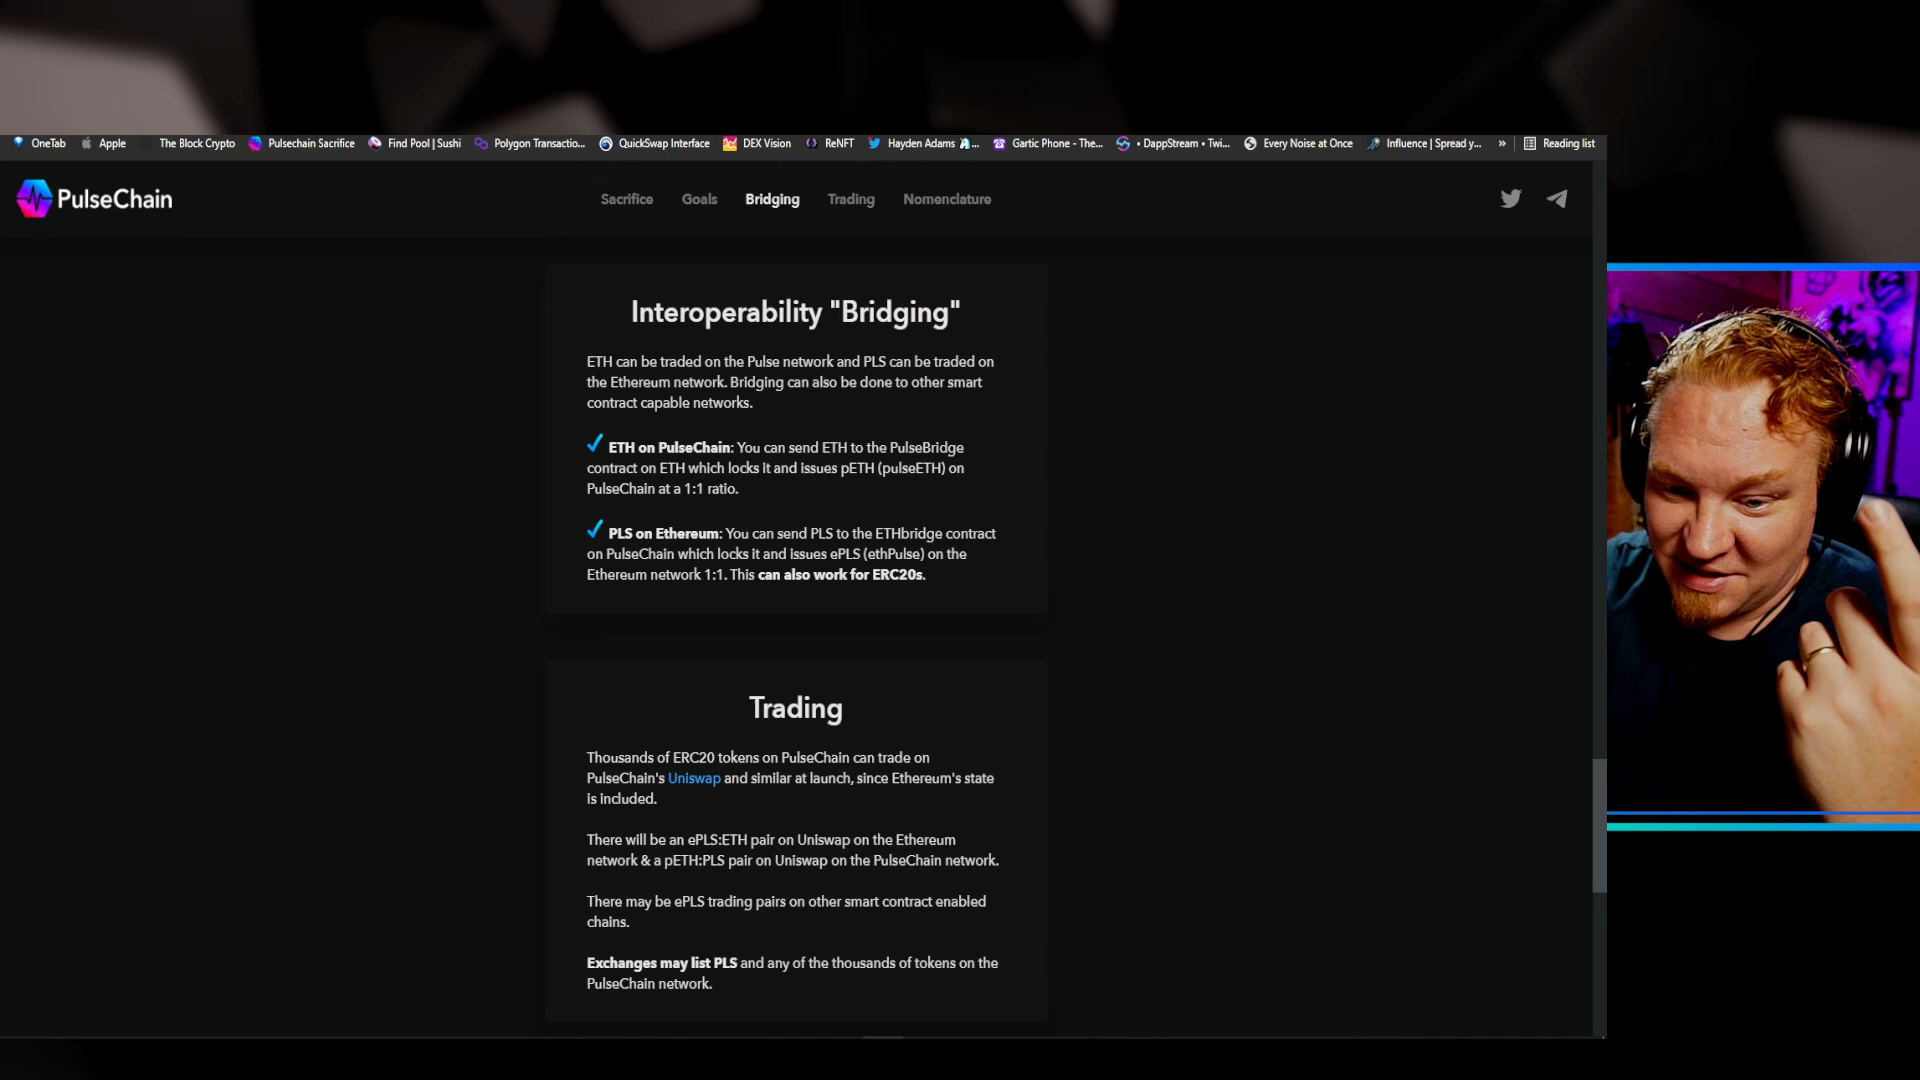 OneTab Apple The Block Crypto Pulsechain Sacrifice Find Pool | Sushi Polygon Transactio... QuickSwap Interface DEX Vision ReNFT Hayden Adams ... Gartic Phone - The... • DappStream • Twi... Every Noise at Once Influence | Spread y... » Reading list
PulseChain Sacrifice Goals Bridging Trading Nomenclature
Interoperability "Bridging"
ETH can be traded on the Pulse network and PLS can be traded on
the Ethereum network. Bridging can also be done to other smart
contract capable networks.
✓ ETH on PulseChain: You can send ETH to the PulseBridge
contract on ETH which locks it and issues pETH (pulseETH) on
PulseChain at a 1:1 ratio.
✓ PLS on Ethereum: You can send PLS to the ETHbridge contract
on PulseChain which locks it and issues ePLS (ethPulse) on the
Ethereum network 1:1. This can also work for ERC20s.
Trading
Thousands of ERC20 tokens on PulseChain can trade on
PulseChain's Uniswap and similar at launch, since Ethereum's state
is included.
There will be an ePLS:ETH pair on Uniswap on the Ethereum
network & a pETH:PLS pair on Uniswap on the PulseChain network.
There may be ePLS trading pairs on other smart contract enabled
chains.
Exchanges may list PLS and any of the thousands of tokens on the
PulseChain network.